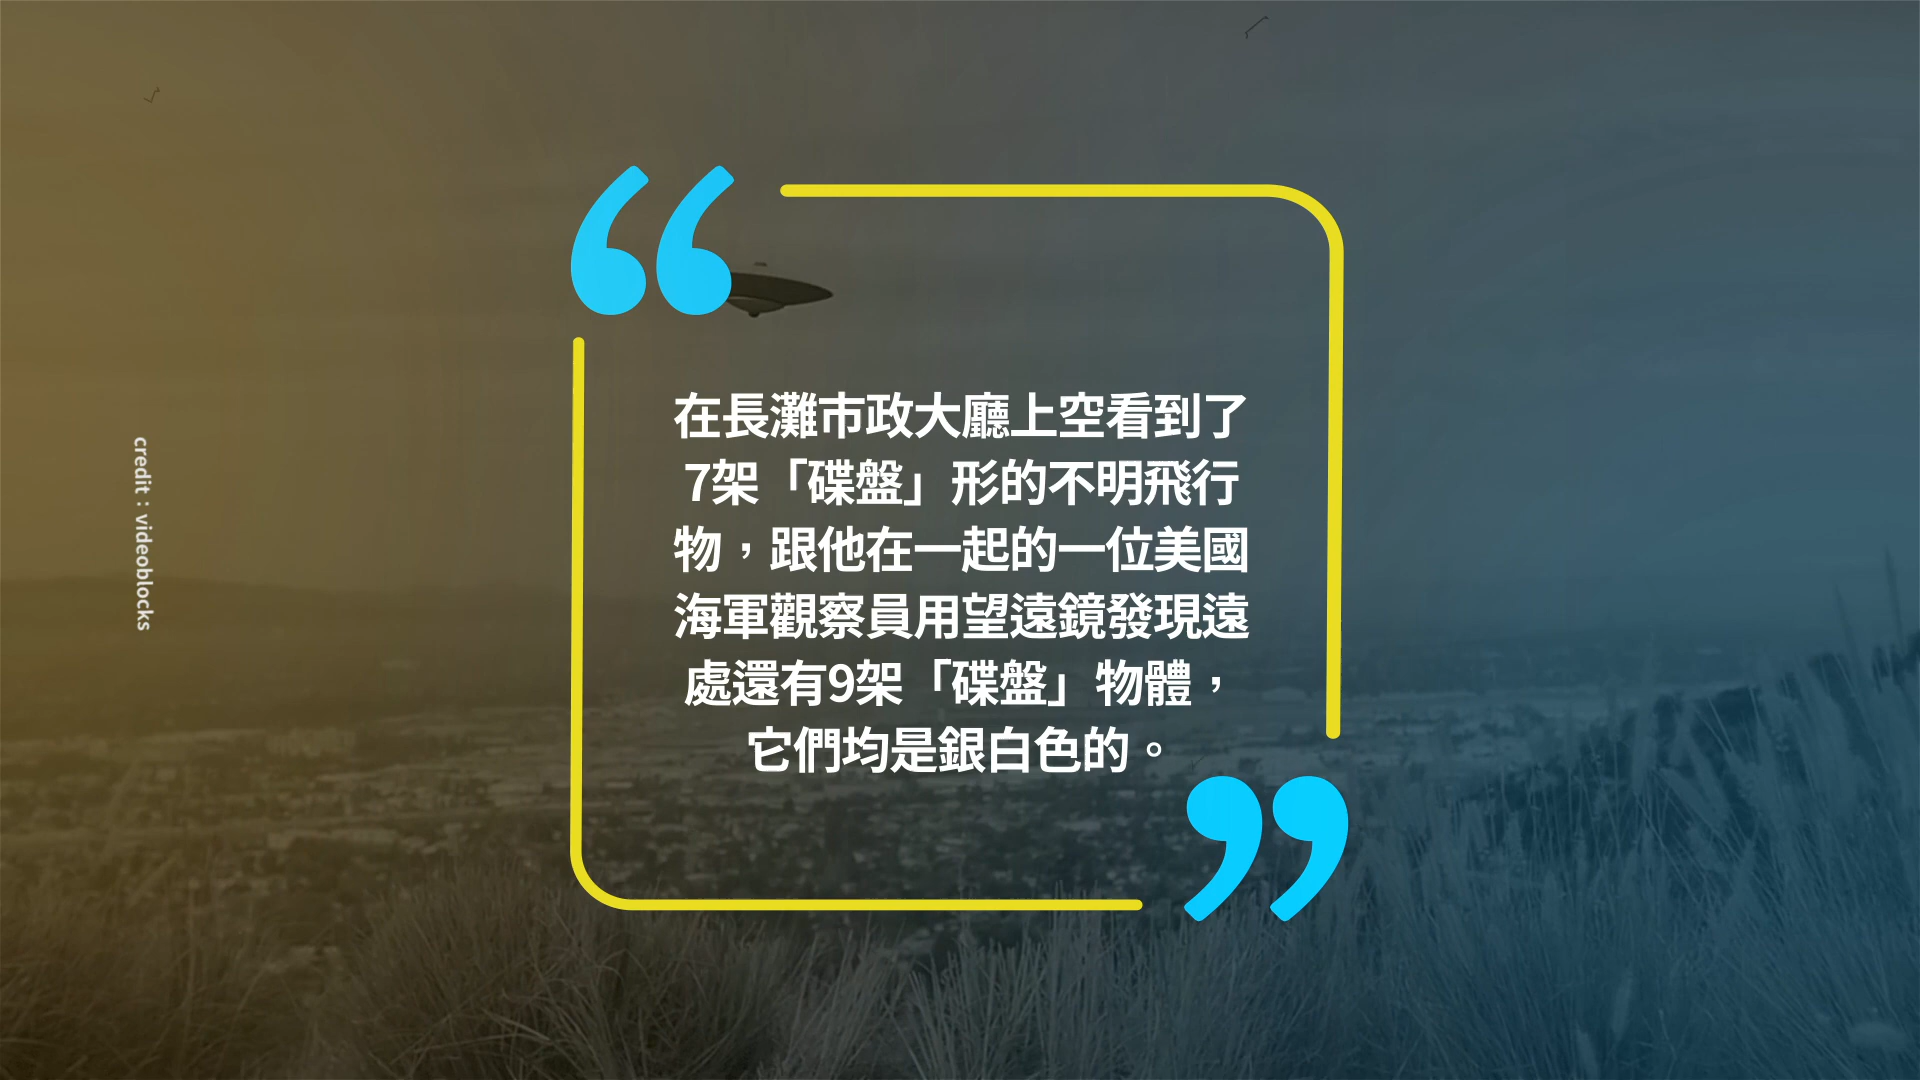 在長灘市政大廳上空看到了
7架「碟盤」形的不明飛行
物，跟他在一起的一位美國
海軍觀察員用望遠鏡發現遠
處還有9架「碟盤」物體，
它們均是銀白色的。
credit : videoblocks